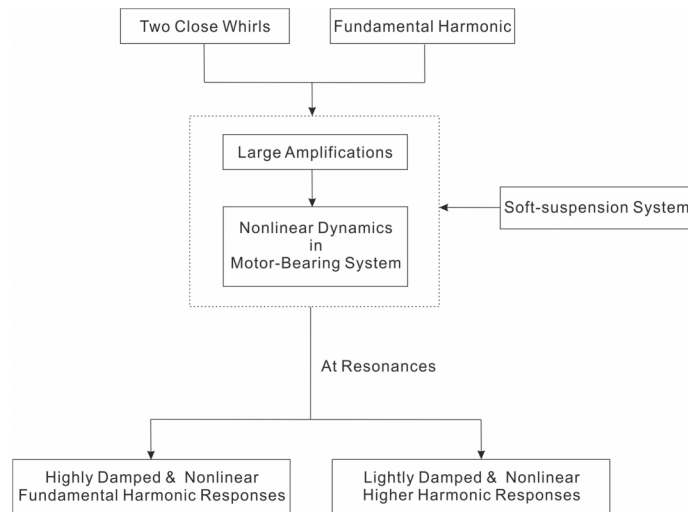 Two Close Whirls
Fundamental Harmonic
Large Amplifications
Nonlinear Dynamics
in
Motor-Bearing System
Soft-suspension System
At Resonances
Highly Damped & Nonlinear
Fundamental Harmonic Responses
Lightly Damped & Nonlinear
Higher Harmonic Responses